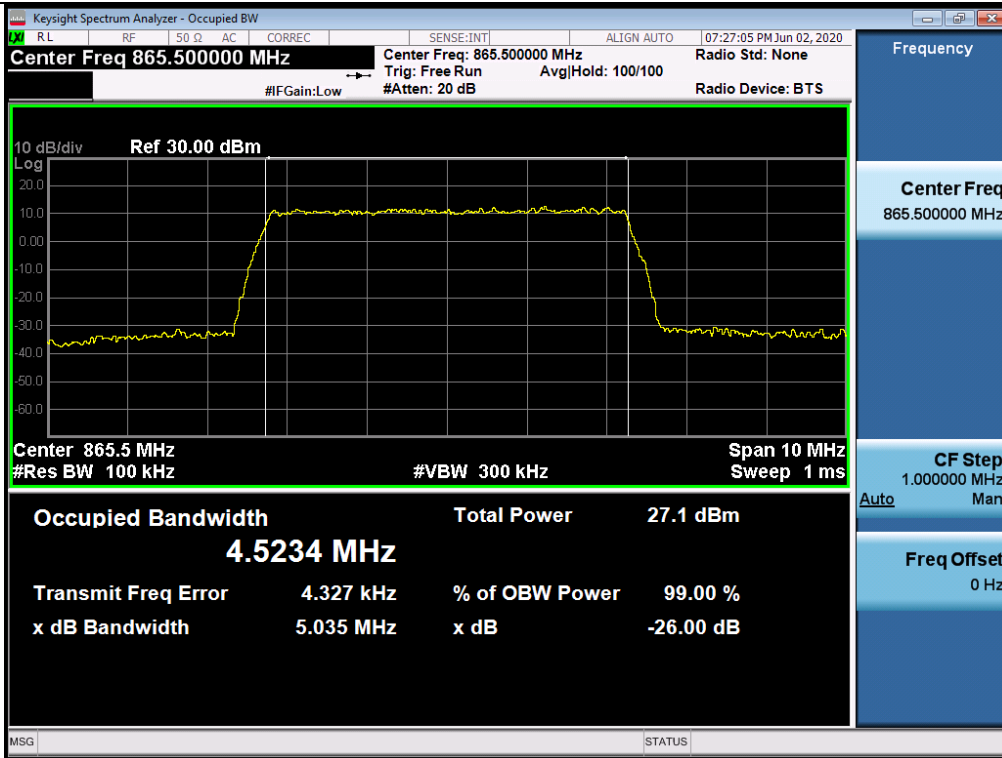 Keysight Spectrum Analyzer - Occupied BW
LXI RL RF 50 Ω AC CORREC SENSE:INT ALIGN AUTO 07:27:05 PM Jun 02, 2020
Center Freq 865.500000 MHz
Center Freq: 865.500000 MHz Radio Std: None
Trig: Free Run Avg|Hold: 100/100
#IFGain:Low #Atten: 20 dB Radio Device: BTS
10 dB/div Ref 30.00 dBm
Log
20.0
10.0
0.00
-10.0
-20.0
-30.0
-40.0
-50.0
-60.0
Center 865.5 MHz Span 10 MHz
#Res BW 100 kHz #VBW 300 kHz Sweep 1 ms
Occupied Bandwidth Total Power 27.1 dBm
4.5234 MHz
Transmit Freq Error 4.327 kHz % of OBW Power 99.00 %
x dB Bandwidth 5.035 MHz x dB -26.00 dB
MSG STATUS
Frequency
Center Freq
865.500000 MHz
CF Step
1.000000 MHz
Auto Man
Freq Offset
0 Hz